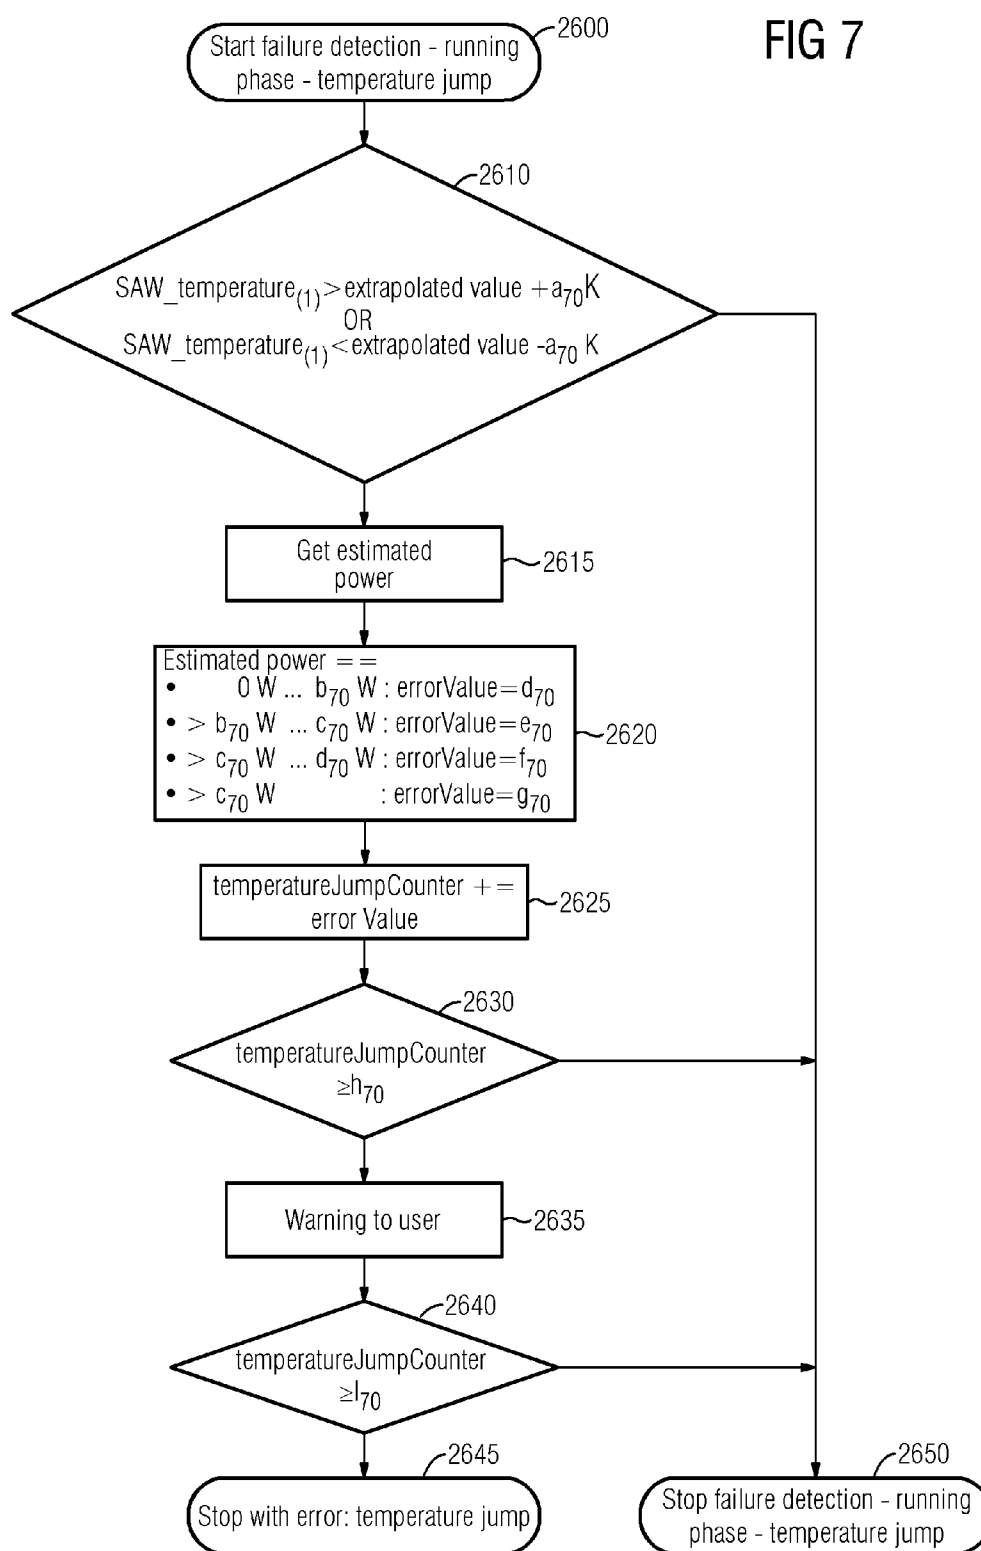 FIG 7
2600
Start failure detection - running
phase - temperature jump
2610
SAW_temperature(1)>extrapolated value +a70K
OR
SAW_temperature(1)<extrapolated value -a70 K
Get estimated
power
2615
Estimated power ==
• 0 W ... b70 W : errorValue=d70
• > b70 W ... c70 W : errorValue=e70
• > c70 W ... d70 W : errorValue=f70
• > c70 W : errorValue=g70
2620
temperatureJumpCounter +=
error Value
2625
2630
temperatureJumpCounter
≥h70
Warning to user
2635
2640
temperatureJumpCounter
≥l70
2645
Stop with error: temperature jump
2650
Stop failure detection - running
phase - temperature jump